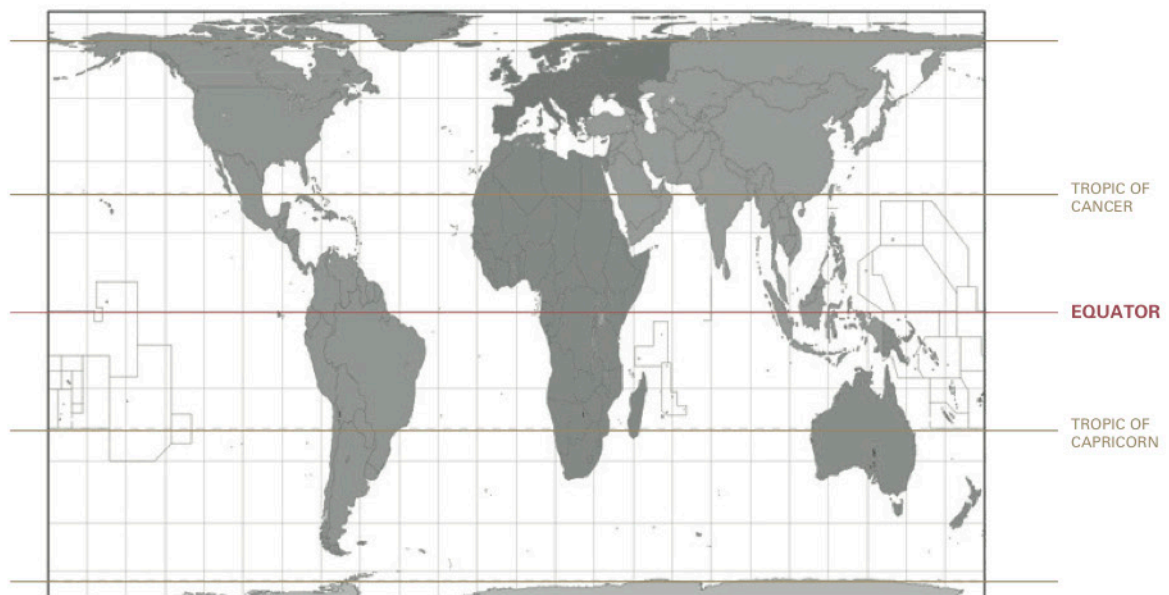 TROPIC OF
CANCER
EQUATOR
TROPIC OF
CAPRICORN